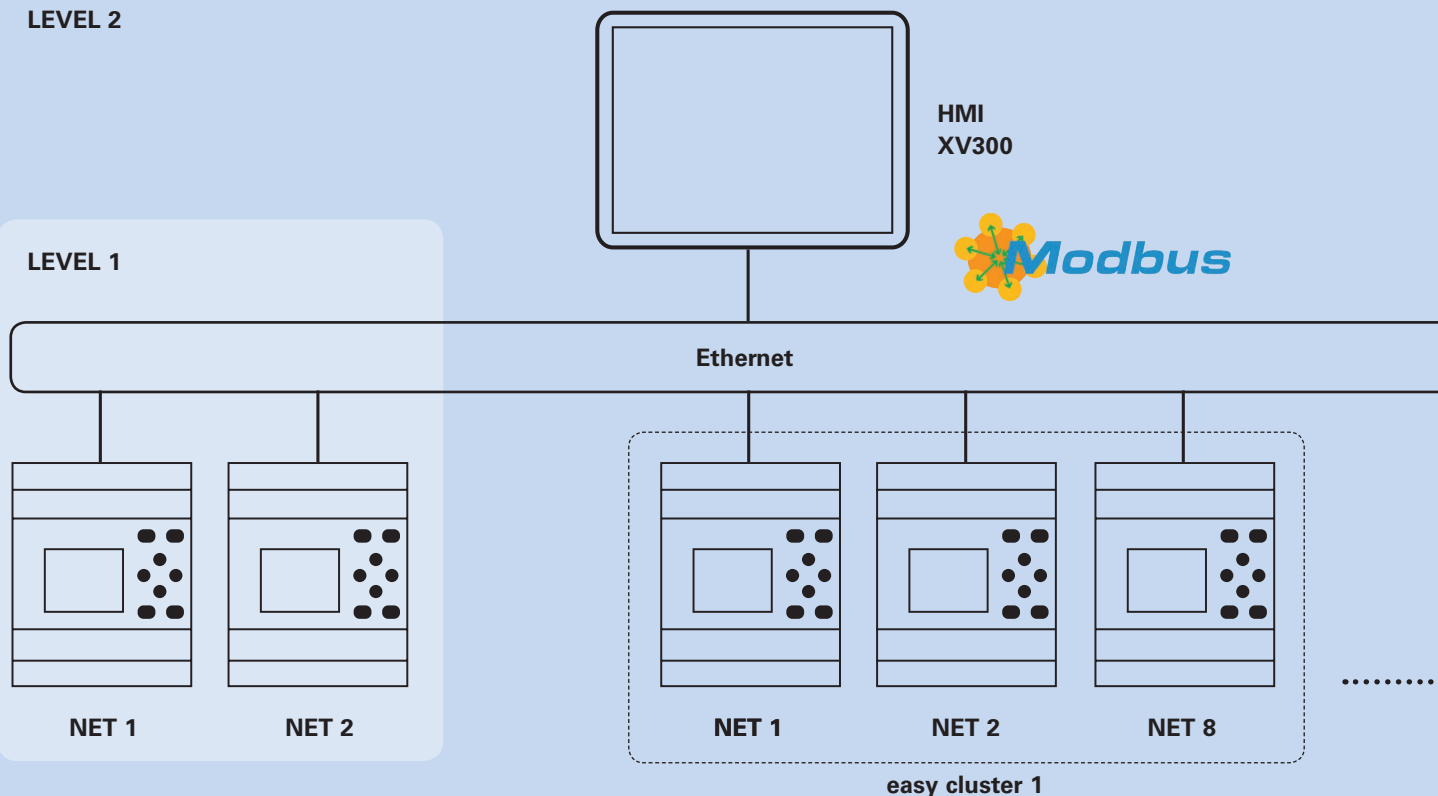 LEVEL 2
HMI
XV300
Modbus
LEVEL 1
Ethernet
NET 1
NET 2
NET 1
NET 2
NET 8
easy cluster 1